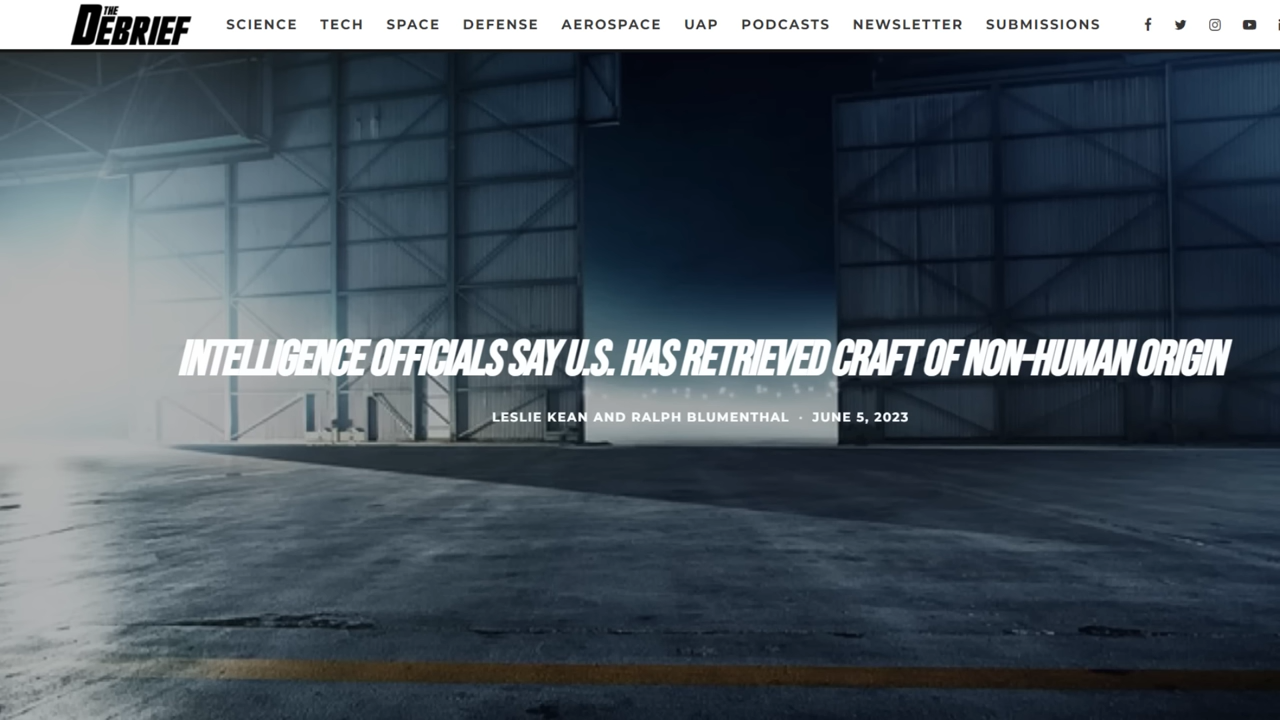 THE DEBRIEF
SCIENCE TECH SPACE DEFENSE AEROSPACE UAP PODCASTS NEWSLETTER SUBMISSIONS
INTELLIGENCE OFFICIALS SAY U.S. HAS RETRIEVED CRAFT OF NON-HUMAN ORIGIN
LESLIE KEAN AND RALPH BLUMENTHAL · JUNE 5, 2023